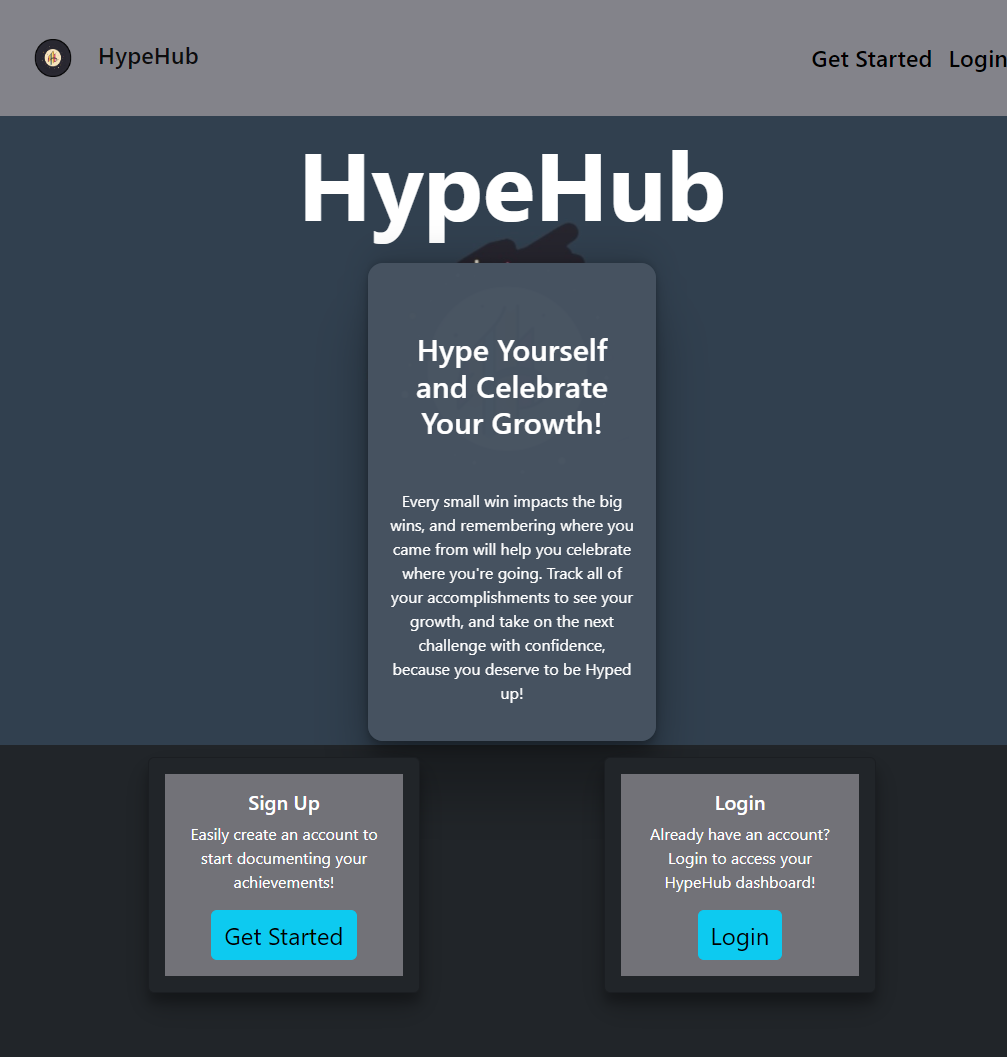 HypeHub
Get Started Login
HypeHub
Hype Yourself
and Celebrate
Your Growth!
Every small win impacts the big
wins, and remembering where you
came from will help you celebrate
where you're going. Track all of
your accomplishments to see your
growth, and take on the next
challenge with confidence,
because you deserve to be Hyped
up!
Sign Up
Easily create an account to
start documenting your
achievements!
Get Started
Login
Already have an account?
Login to access your
HypeHub dashboard!
Login